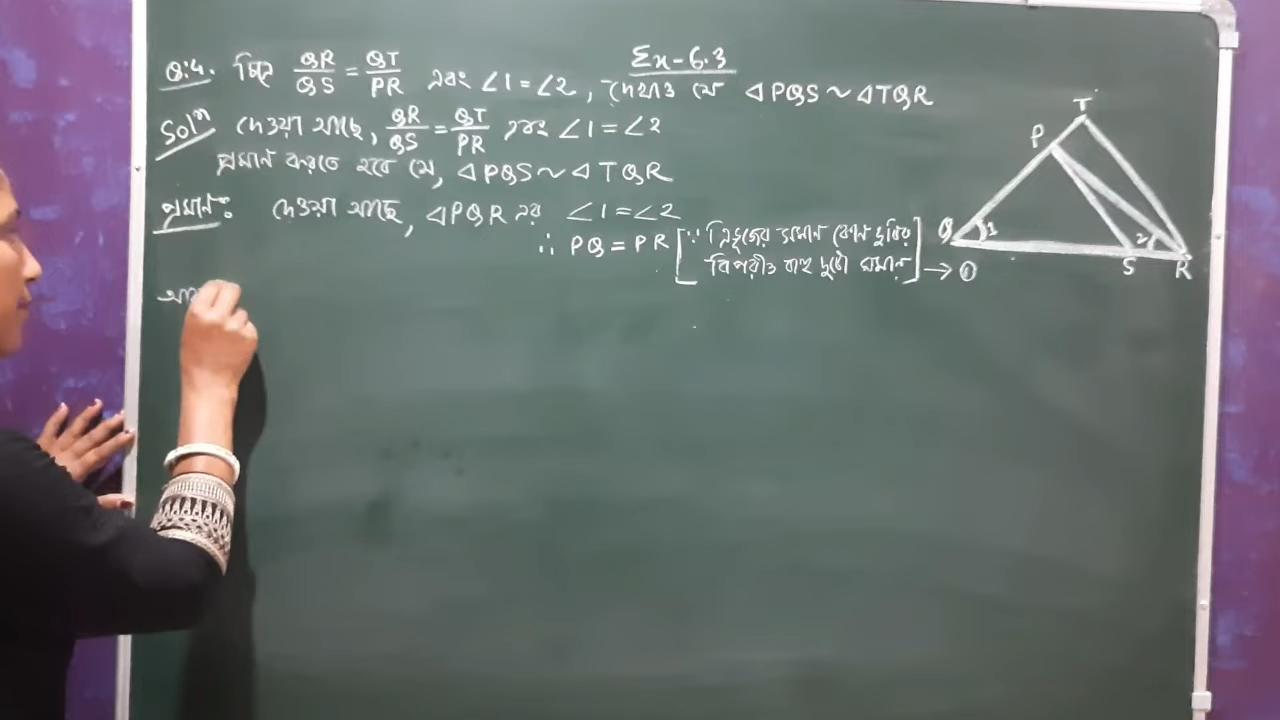 Ex-6.3
Q:4. চিত্রে QR/QS = QT/PR এবং ∠1 = ∠2, দেখাও যে △PQS ~ △TQR
Solⁿ দেওয়া আছে, QR/QS = QT/PR এবং ∠1 = ∠2
প্ৰমাণ করতে হবে যে, △PQS ~ △TQR
প্ৰমাণ: দেওয়া আছে, △PQR এর ∠1 = ∠2
∴ PQ = PR [∵ ত্রিভুজের সমান কোণ দুটির
বিপরীত বাহু দুটো সমান] → ①
T
P
Q 1
2
S
R